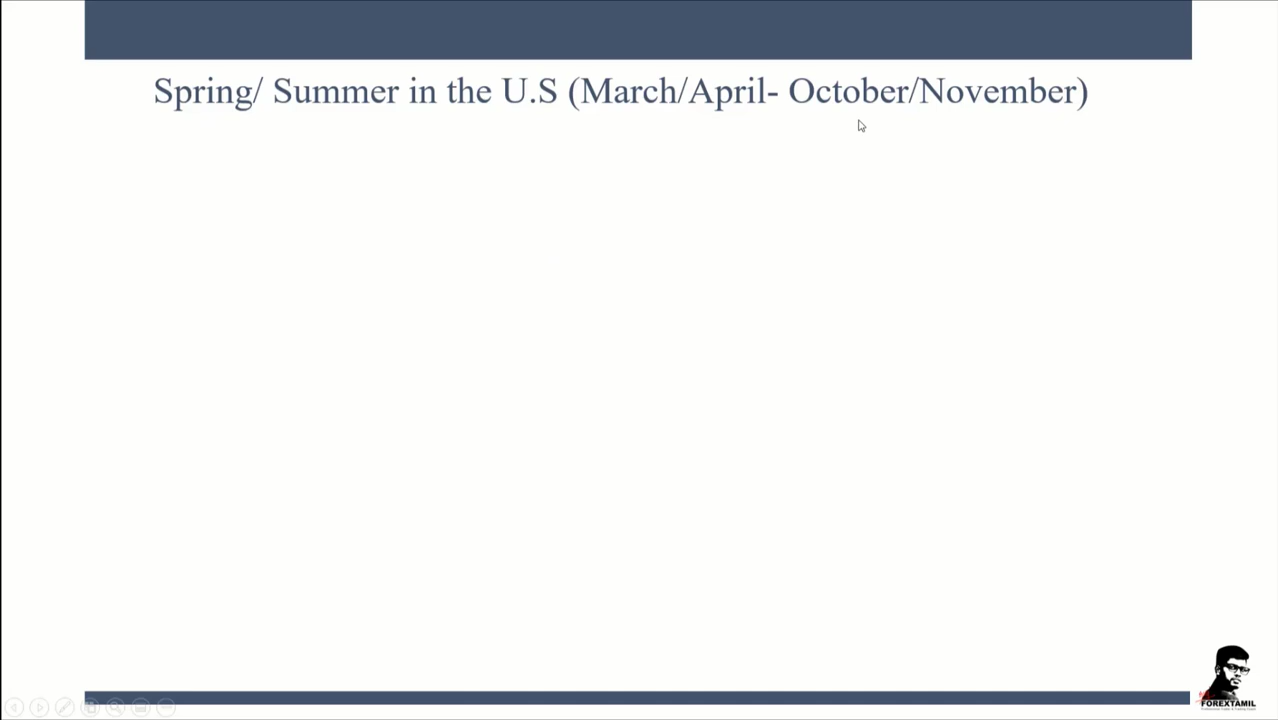 Spring/ Summer in the U.S (March/April- October/November)
FOREXTAMIL